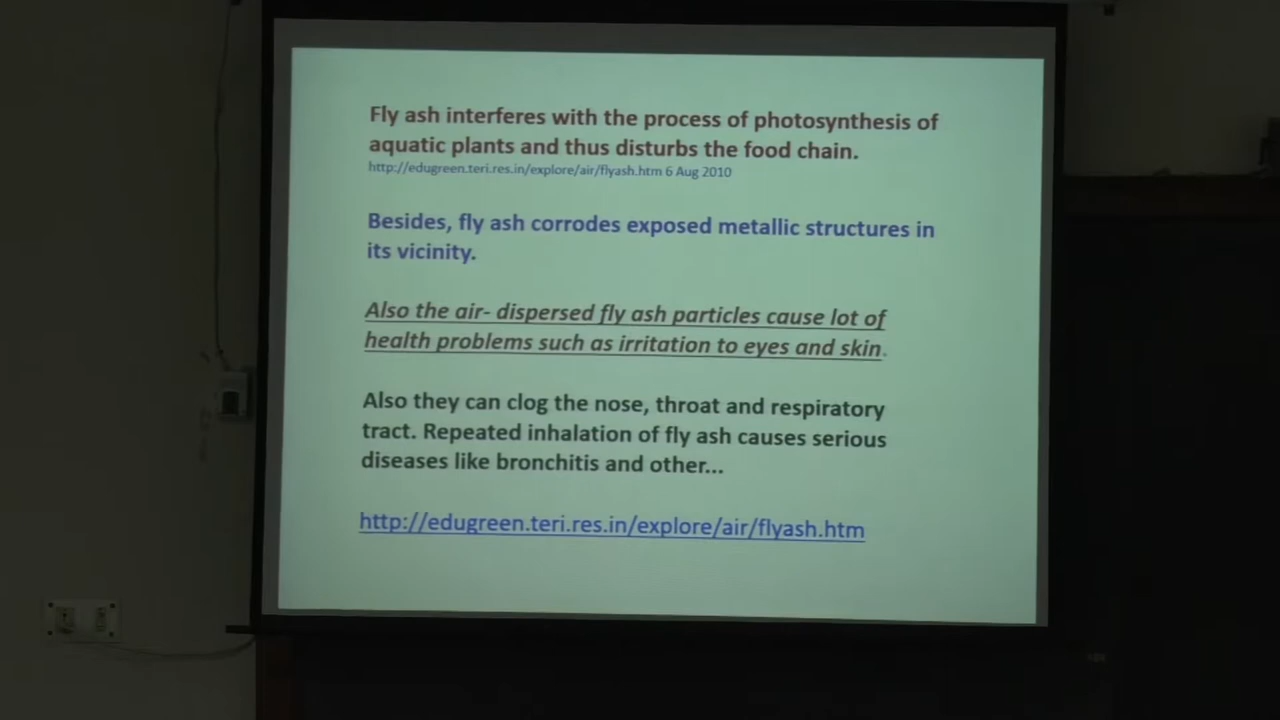 Fly ash interferes with the process of photosynthesis of
aquatic plants and thus disturbs the food chain.
http://edugreen.teri.res.in/explore/air/flyash.htm 6 Aug 2010
Besides, fly ash corrodes exposed metallic structures in
its vicinity.
Also the air- dispersed fly ash particles cause lot of
health problems such as irritation to eyes and skin.
Also they can clog the nose, throat and respiratory
tract. Repeated inhalation of fly ash causes serious
diseases like bronchitis and other...
http://edugreen.teri.res.in/explore/air/flyash.htm